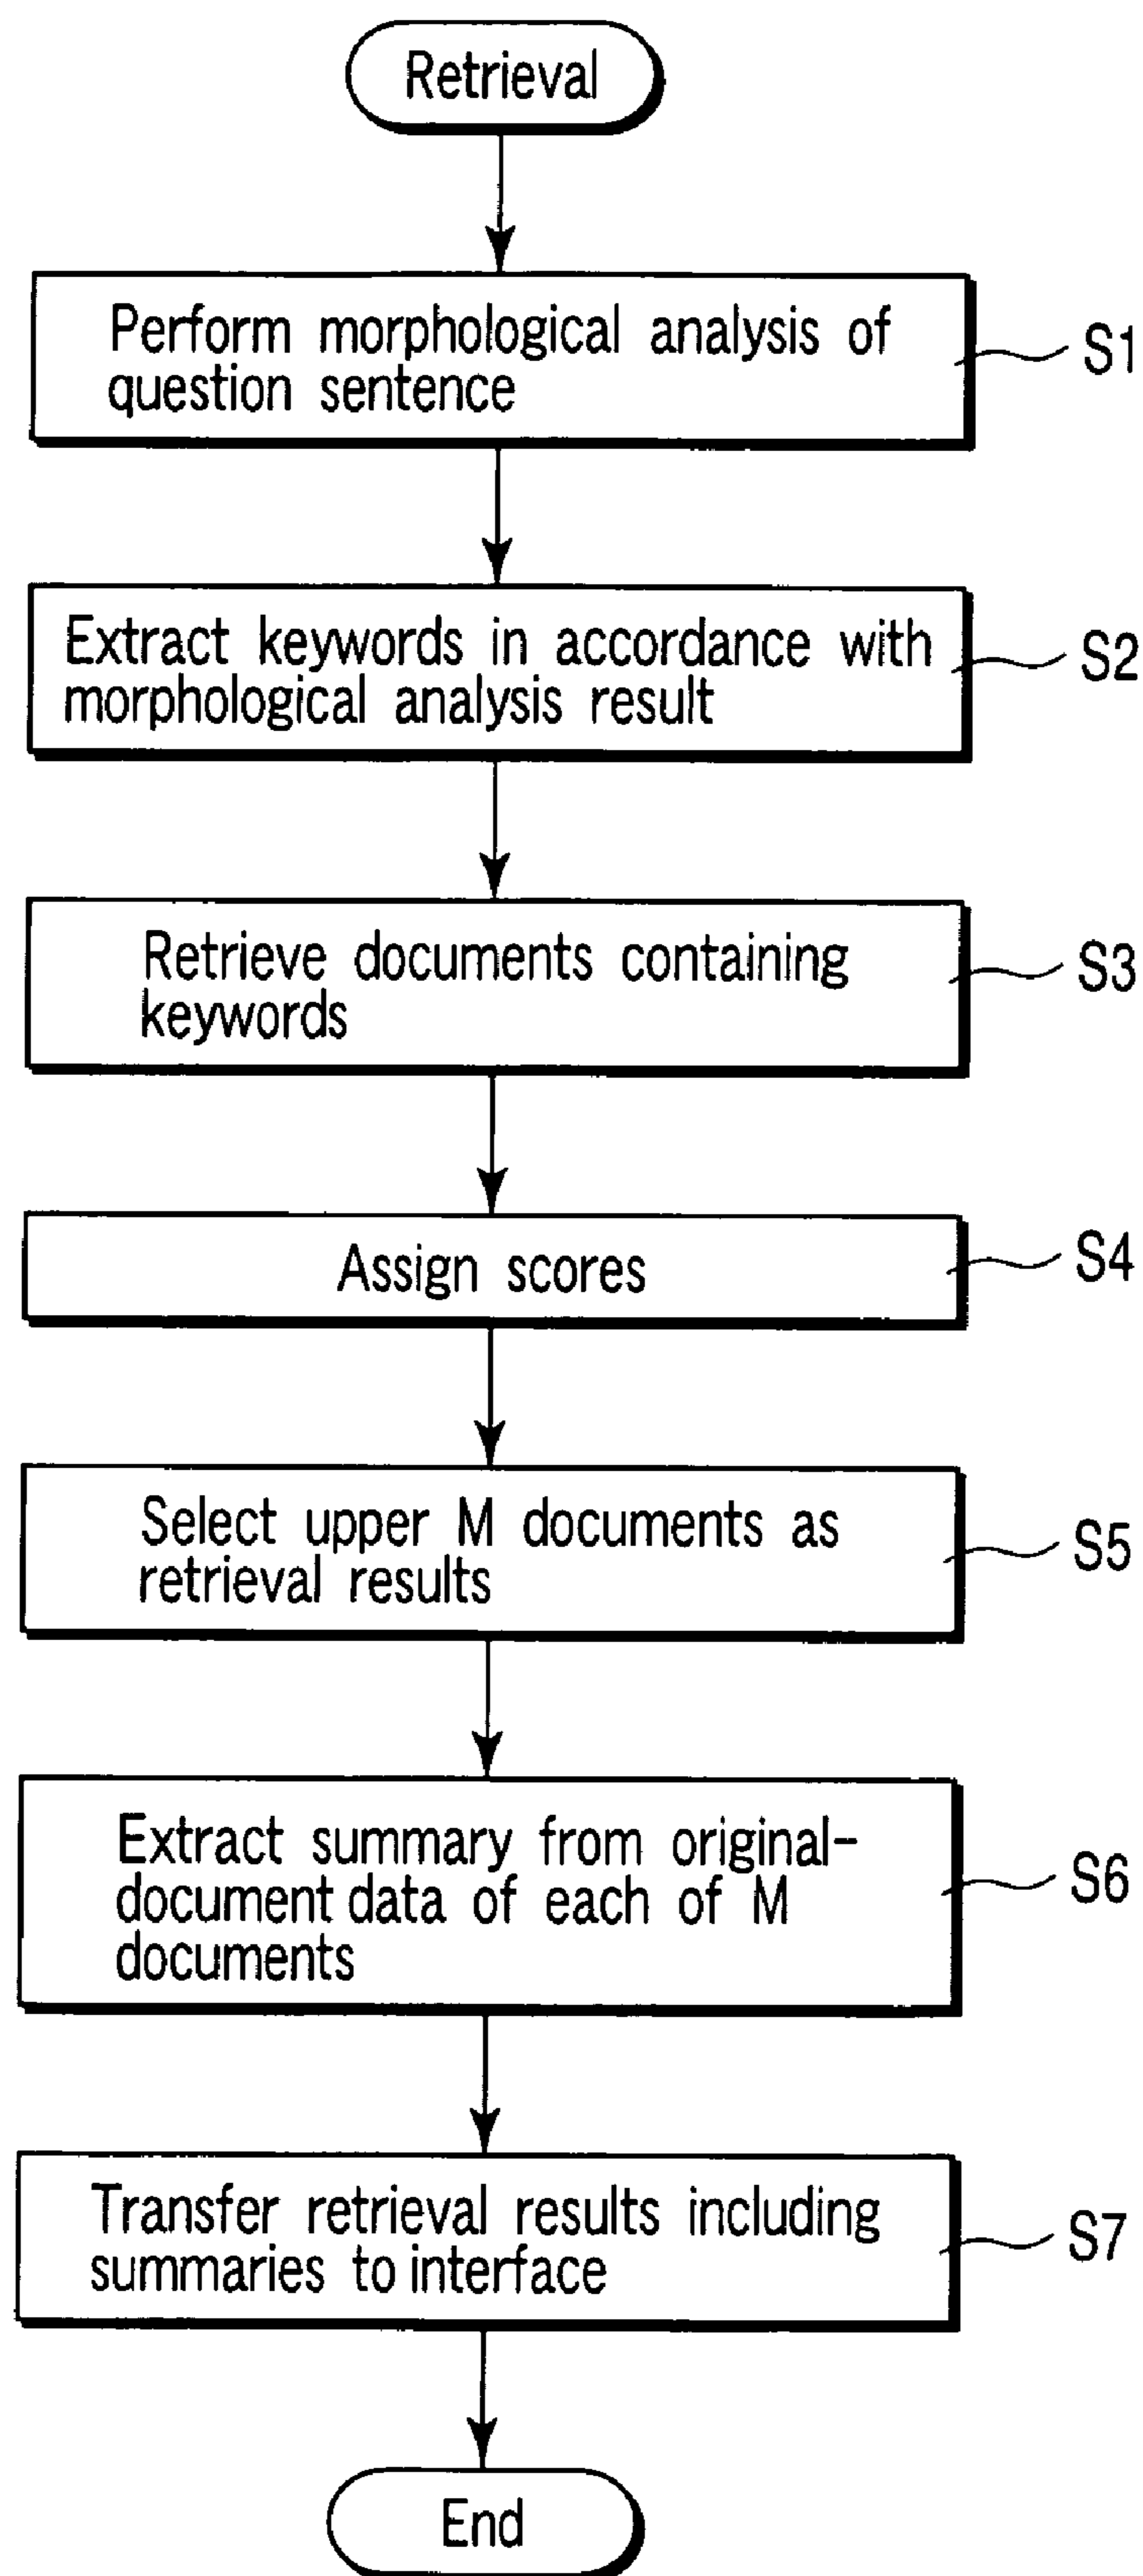 Retrieval
Perform morphological analysis of
question sentence
S1
Extract keywords in accordance with
morphological analysis result
S2
Retrieve documents containing
keywords
S3
Assign scores
S4
Select upper M documents as
retrieval results
S5
Extract summary from original-
document data of each of M
documents
S6
Transfer retrieval results including
summaries to interface
S7
End